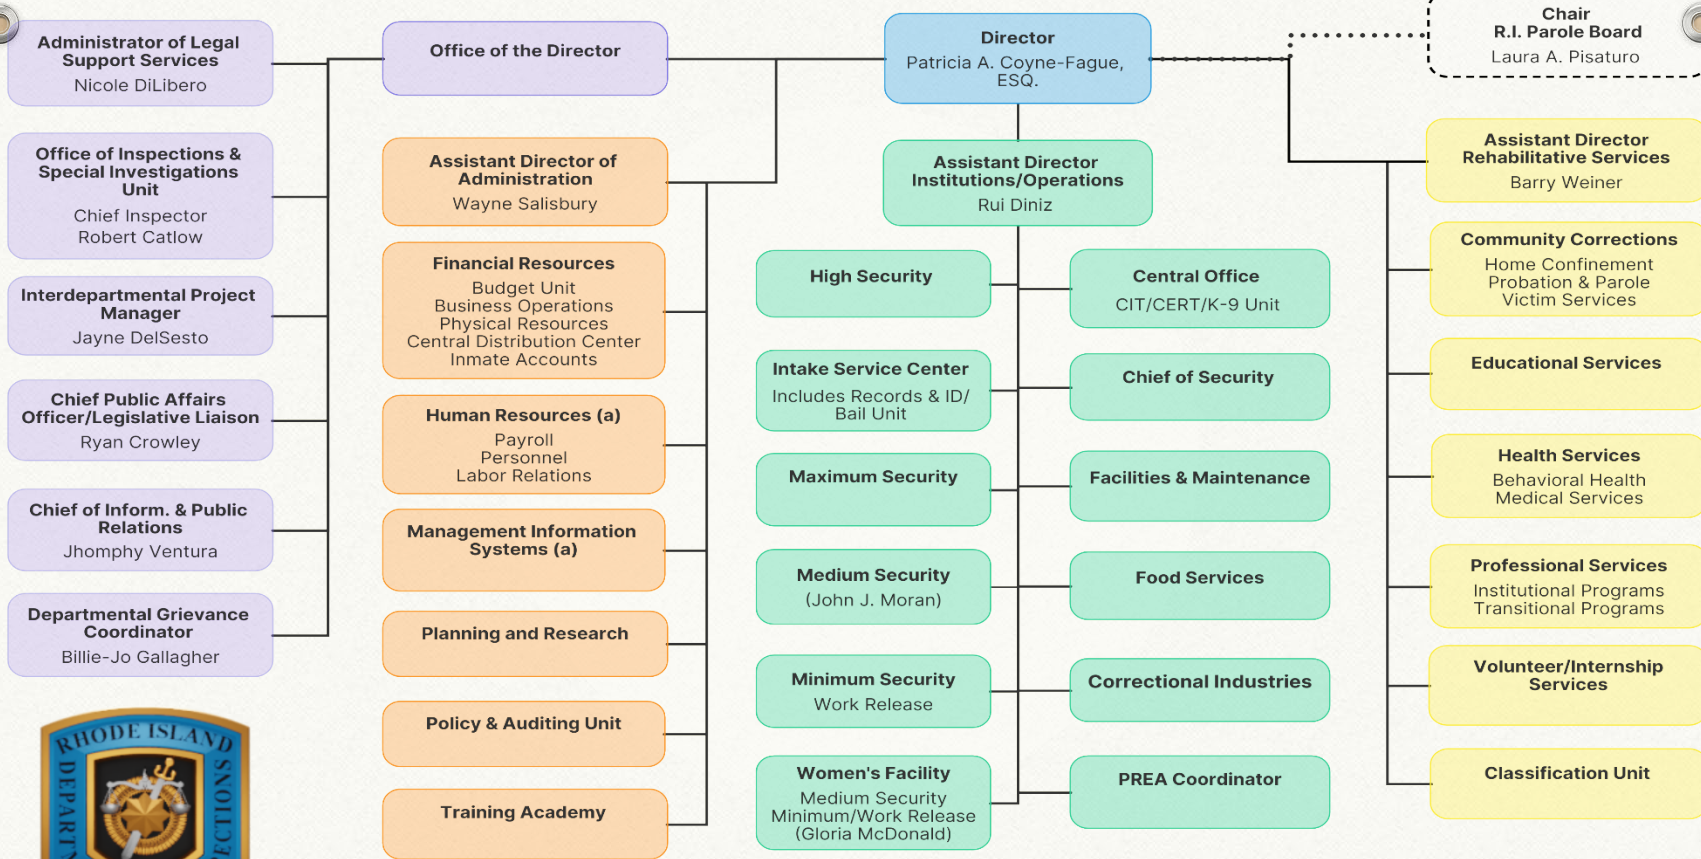 Administrator of Legal
Support Services
Nicole DiLibero
Office of Inspections &
Special Investigations
Unit
Chief Inspector
Robert Catlow
Interdepartmental Project
Manager
Jayne DelSesto
Chief Public Affairs
Officer/Legislative Liaison
Ryan Crowley
Chief of Inform. & Public
Relations
Jhomphy Ventura
Departmental Grievance
Coordinator
Billie-Jo Gallagher
RHODE ISLAND
Office of the Director
Assistant Director of
Administration
Wayne Salisbury
Financial Resources
Budget Unit
Business Operations
Physical Resources
Central Distribution Center
Inmate Accounts
Human Resources (a)
Payroll
Personnel
Labor Relations
Management Information
Systems (a)
Planning and Research
Policy & Auditing Unit
Training Academy
Director
Patricia A. Coyne-Fague,
ESQ.
Assistant Director
Institutions/Operations
Rui Diniz
High Security
Intake Service Center
Includes Records & ID/
Bail Unit
Maximum Security
Medium Security
(John J. Moran)
Minimum Security
Work Release
Women's Facility
Medium Security
Minimum/Work Release
(Gloria McDonald)
Central Office
CIT/CERT/K-9 Unit
Chief of Security
Facilities & Maintenance
Food Services
Correctional Industries
PREA Coordinator
Chair
R.I. Parole Board
Laura A. Pisaturo
Assistant Director
Rehabilitative Services
Barry Weiner
Community Corrections
Home Confinement
Probation & Parole
Victim Services
Educational Services
Health Services
Behavioral Health
Medical Services
Professional Services
Institutional Programs
Transitional Programs
Volunteer/Internship
Services
Classification Unit